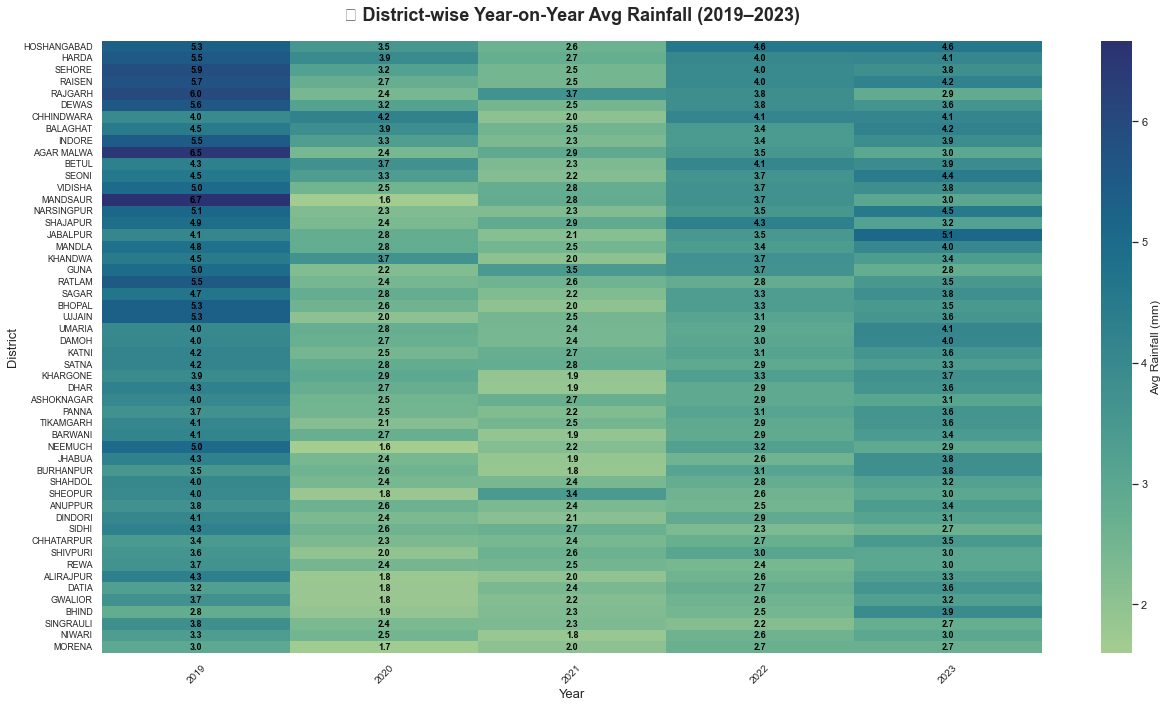 District-wise Year-on-Year Avg Rainfall (2019–2023)
HOSHANGABAD 5.3 3.5 2.6 4.6 4.6
HARDA 5.5 3.9 2.7 4.0 4.1
SEHORE 5.9 3.2 2.5 4.0 3.8
RAISEN 5.7 2.7 2.5 4.0 4.2
RAJGARH 6.0 2.4 3.7 3.8 2.9
DEWAS 5.6 3.2 2.5 3.8 3.6
CHHINDWARA 4.0 4.2 2.0 4.1 4.1
BALAGHAT 4.5 3.9 2.5 3.4 4.2
INDORE 5.5 3.3 2.3 3.4 3.9
AGAR MALWA 6.5 2.4 2.9 3.5 3.0
BETUL 4.3 3.7 2.3 4.1 3.9
SEONI 4.5 3.3 2.2 3.7 4.4
VIDISHA 5.0 2.5 2.8 3.7 3.8
MANDSAUR 6.7 1.6 2.8 3.7 3.0
NARSINGPUR 5.1 2.3 2.3 3.5 4.5
SHAJAPUR 4.9 2.4 2.9 4.3 3.2
JABALPUR 4.1 2.8 2.1 3.5 5.1
MANDLA 4.8 2.8 2.5 3.4 4.0
KHANDWA 4.5 3.7 2.0 3.7 3.4
GUNA 5.0 2.2 3.5 3.7 2.8
RATLAM 5.5 2.4 2.6 2.8 3.5
SAGAR 4.7 2.8 2.2 3.3 3.8
BHOPAL 5.3 2.6 2.0 3.3 3.5
UJJAIN 5.3 2.0 2.5 3.1 3.6
UMARIA 4.0 2.8 2.4 2.9 4.1
DAMOH 4.0 2.7 2.4 3.0 4.0
KATNI 4.2 2.5 2.7 3.1 3.6
SATNA 4.2 2.8 2.8 2.9 3.3
KHARGONE 3.9 2.9 1.9 3.3 3.7
DHAR 4.3 2.7 1.9 2.9 3.6
ASHOKNAGAR 4.0 2.5 2.7 2.9 3.1
PANNA 3.7 2.5 2.2 3.1 3.6
TIKAMGARH 4.1 2.1 2.5 2.9 3.6
BARWANI 4.1 2.7 1.9 2.9 3.4
NEEMUCH 5.0 1.6 2.2 3.2 2.9
JHABUA 4.3 2.4 1.9 2.6 3.8
BURHANPUR 3.5 2.6 1.8 3.1 3.8
SHAHDOL 4.0 2.4 2.4 2.8 3.2
SHEOPUR 4.0 1.8 3.4 2.6 3.0
ANUPPUR 3.8 2.6 2.4 2.5 3.4
DINDORI 4.1 2.4 2.1 2.9 3.1
SIDHI 4.3 2.6 2.7 2.3 2.7
CHHATARPUR 3.4 2.3 2.4 2.7 3.5
SHIVPURI 3.6 2.0 2.6 3.0 3.0
REWA 3.7 2.4 2.5 2.4 3.0
ALIRAJPUR 4.3 1.8 2.0 2.6 3.3
DATIA 3.2 1.8 2.4 2.7 3.6
GWALIOR 3.7 1.8 2.2 2.6 3.2
BHIND 2.8 1.9 2.3 2.5 3.9
SINGRAULI 3.8 2.4 2.3 2.2 2.7
NIWARI 3.3 2.5 1.8 2.6 3.0
MORENA 3.0 1.7 2.0 2.7 2.7
2019 2020 2021 2022 2023
Year
District
6
5
4
3
2
Avg Rainfall (mm)